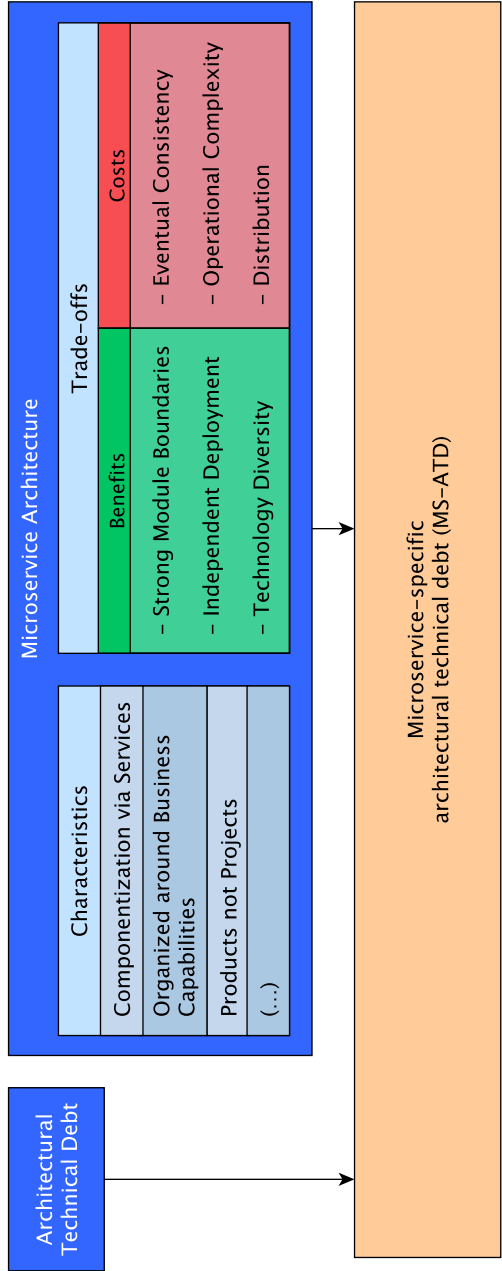 Architectural
Technical Debt
Microservice Architecture
Characteristics
Componentization via Services
Organized around Business
Capabilities
Products not Projects
(...)
Trade-offs
Benefits
- Strong Module Boundaries
- Independent Deployment
- Technology Diversity
Costs
- Eventual Consistency
- Operational Complexity
- Distribution
Microservice-specific
architectural technical debt (MS-ATD)